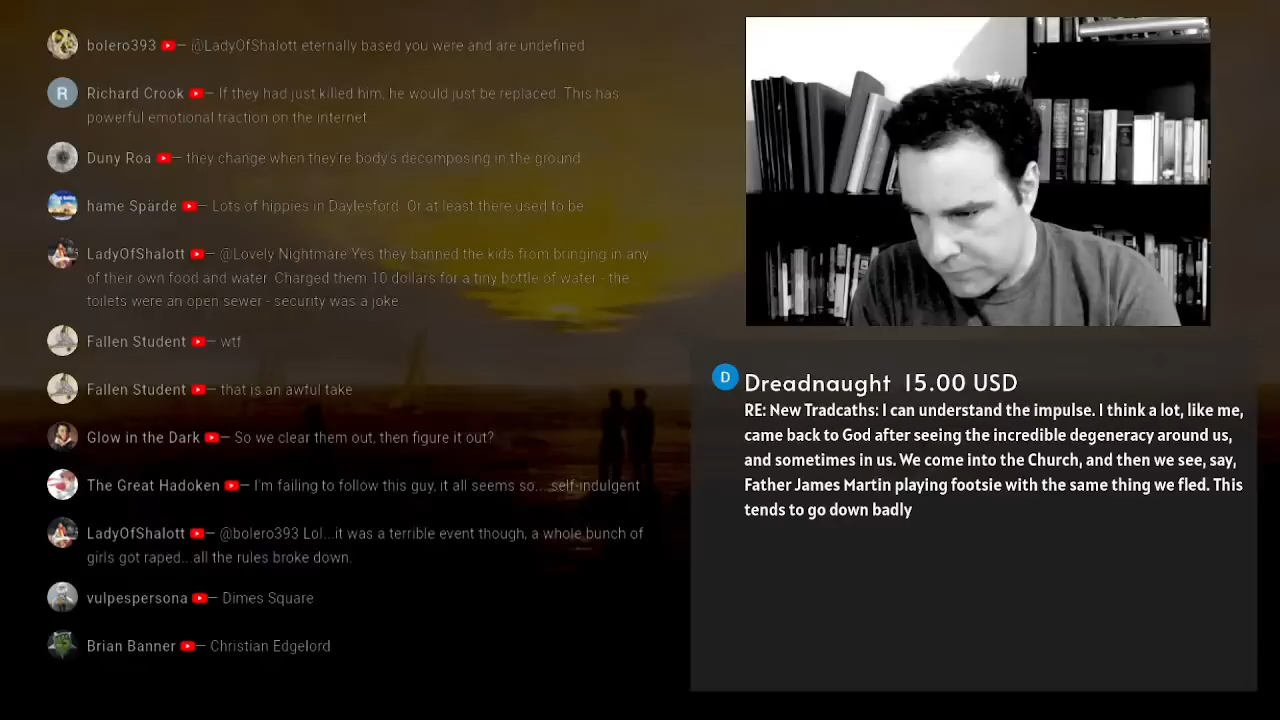 bolero393 — @LadyOfShalott eternally based you were and are undefined
R Richard Crook — If they had just killed him, he would just be replaced. This has
powerful emotional traction on the internet
Duny Roa — they change when they're body's decomposing in the ground
hame Spärde — Lots of hippies in Daylesford. Or at least there used to be
LadyOfShalott — @Lovely Nightmare Yes they banned the kids from bringing in any
of their own food and water. Charged them 10 dollars for a tiny bottle of water - the
toilets were an open sewer - security was a joke
Fallen Student — wtf
Fallen Student — that is an awful take
Glow in the Dark — So we clear them out, then figure it out?
The Great Hadoken — I'm failing to follow this guy, it all seems so....self-indulgent
LadyOfShalott — @bolero393 Lol...it was a terrible event though, a whole bunch of
girls got raped...all the rules broke down.
vulpespersona — Dimes Square
Brian Banner — Christian Edgelord
D Dreadnaught 15.00 USD
RE: New Tradcaths: I can understand the impulse. I think a lot, like me,
came back to God after seeing the incredible degeneracy around us,
and sometimes in us. We come into the Church, and then we see, say,
Father James Martin playing footsie with the same thing we fled. This
tends to go down badly